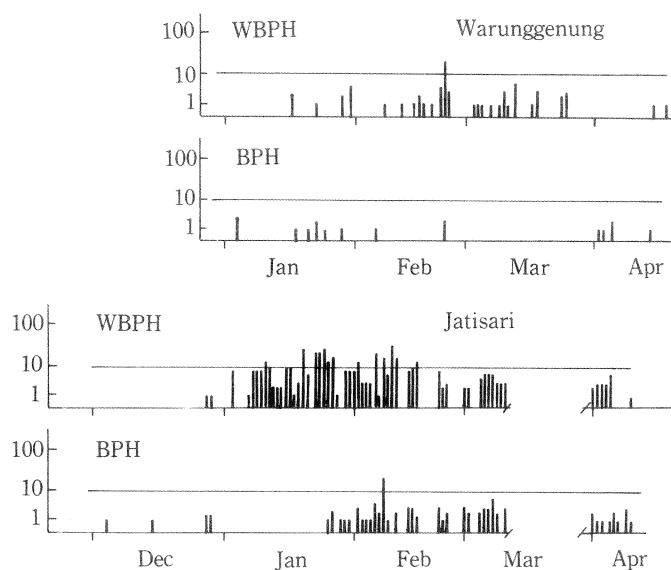 WBPH Warunggenung
100
10
1
BPH
100
10
1
Jan Feb Mar Apr
WBPH Jatisari
100
10
1
BPH
100
10
1
Dec Jan Feb Mar Apr